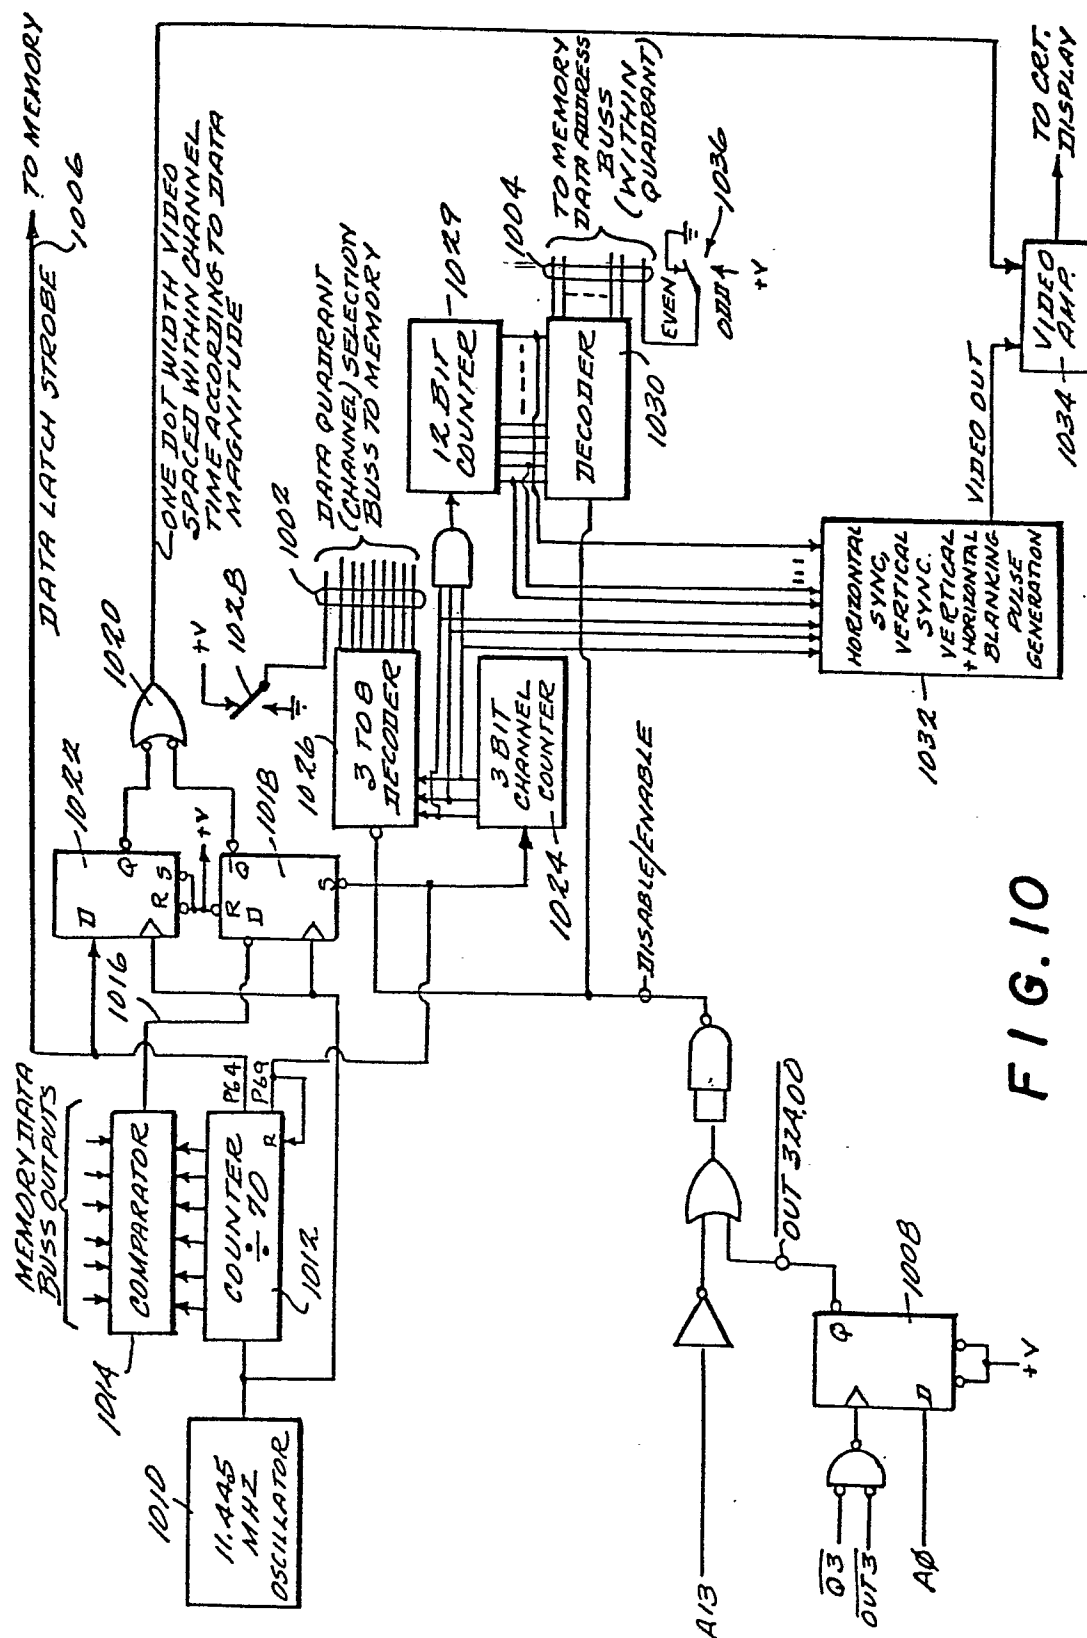 DATA LATCH STROBE
TO MEMORY
1006
ONE DOT WIDTH VIDEO
SPACED WITHIN CHANNEL
TIME ACCORDING TO DATA
MAGNITUDE
MEMORY DATA
BUSS OUTPUTS
COMPARATOR
1014
1016
COUNTER
÷70
1012
P64
P69
R
1010
11.445
MHZ
OSCILLATOR
D
Q
R S
1022
+V
R
D
Q̅
S
1018
1020
+V
1028
1002
DATA QUADRANT
(CHANNEL) SELECTION
BUSS TO MEMORY
1026
3 TO 8
DECODER
3 BIT
CHANNEL
COUNTER
1024
12 BIT
COUNTER
1029
DECODER
1030
1004
TO MEMORY
DATA ADDRESS
BUSS
(WITHIN
QUADRANT)
EVEN
ODD
+V
1036
DISABLE/ENABLE
HORIZONTAL
SYNC,
VERTICAL
SYNC.
VERTICAL
+HORIZONTAL
BLANKING
PULSE
GENERATION
1032
VIDEO OUT
VIDEO
AMP.
1034
TO CRT.
DISPLAY
A13
OUT 324,00
Q
D
1008
+V
Q3
OUT3
AØ
FIG. 10